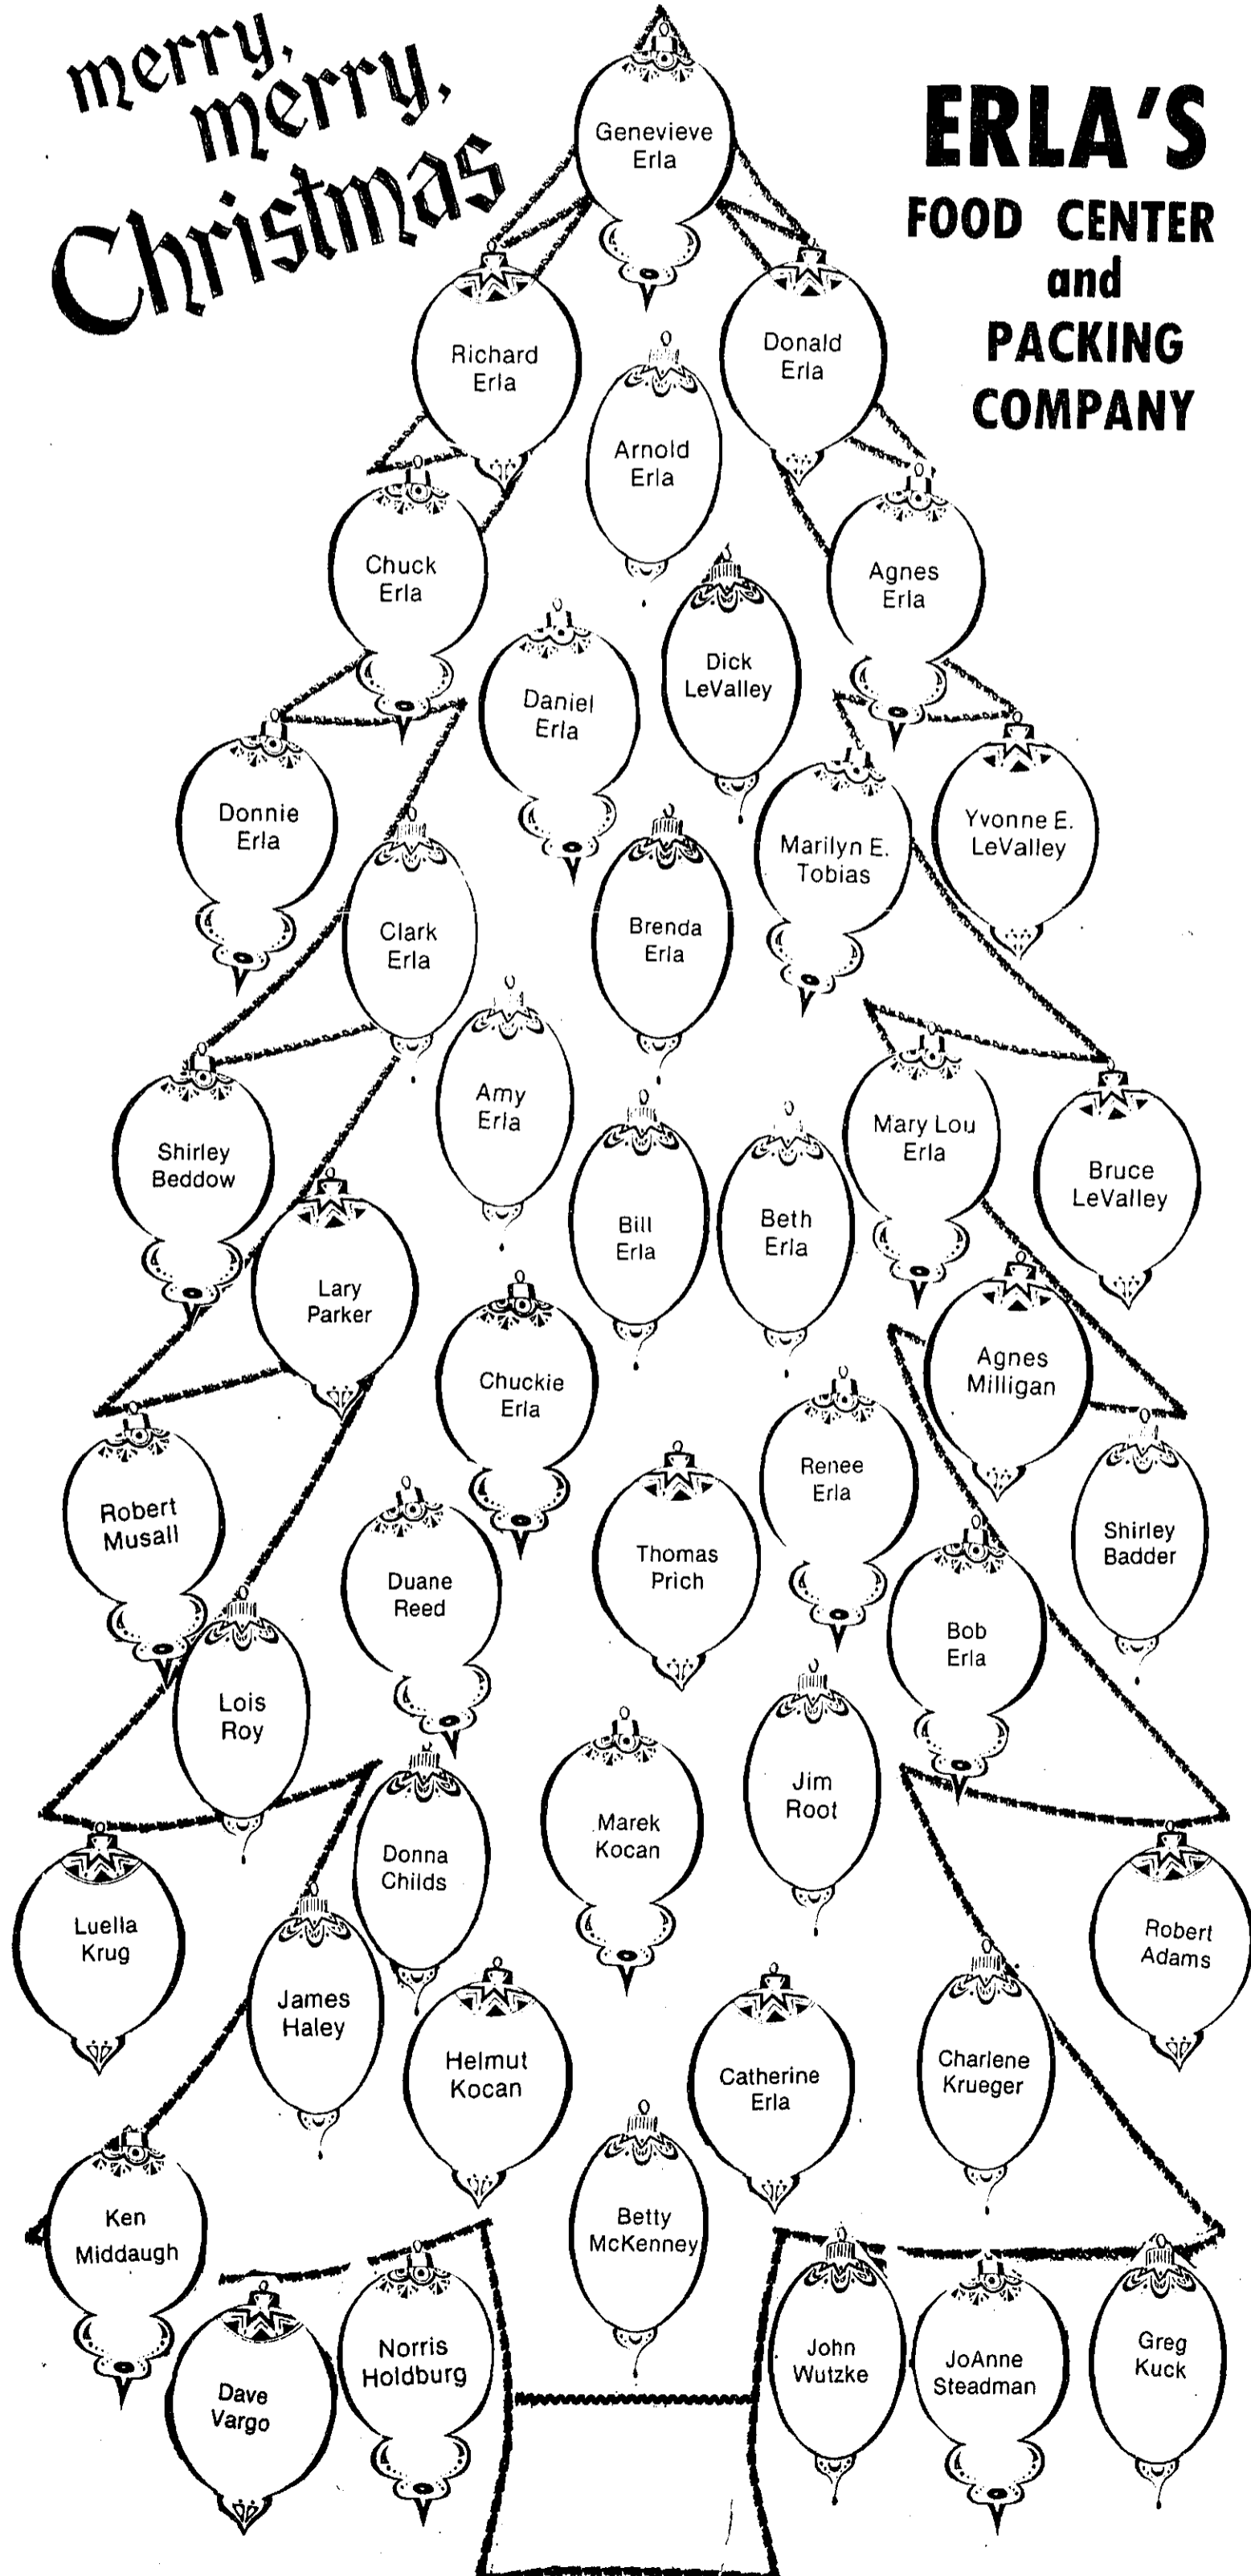 merry,
merry,
Christmas
ERLA'S
FOOD CENTER
and
PACKING
COMPANY
Genevieve
Erla
Richard
Erla
Donald
Erla
Arnold
Erla
Chuck
Erla
Agnes
Erla
Dick
LeValley
Daniel
Erla
Donnie
Erla
Yvonne E.
LeValley
Marilyn E.
Tobias
Clark
Erla
Brenda
Erla
Amy
Erla
Mary Lou
Erla
Shirley
Beddow
Bruce
LeValley
Bill
Erla
Beth
Erla
Lary
Parker
Agnes
Milligan
Chuckie
Erla
Renee
Erla
Robert
Musall
Shirley
Badder
Thomas
Prich
Duane
Reed
Bob
Erla
Lois
Roy
Jim
Root
Marek
Kocan
Donna
Childs
Luella
Krug
Robert
Adams
James
Haley
Helmut
Kocan
Charlene
Krueger
Catherine
Erla
Ken
Middaugh
Betty
McKenney
Dave
Vargo
Norris
Holdburg
John
Wutzke
JoAnne
Steadman
Greg
Kuck